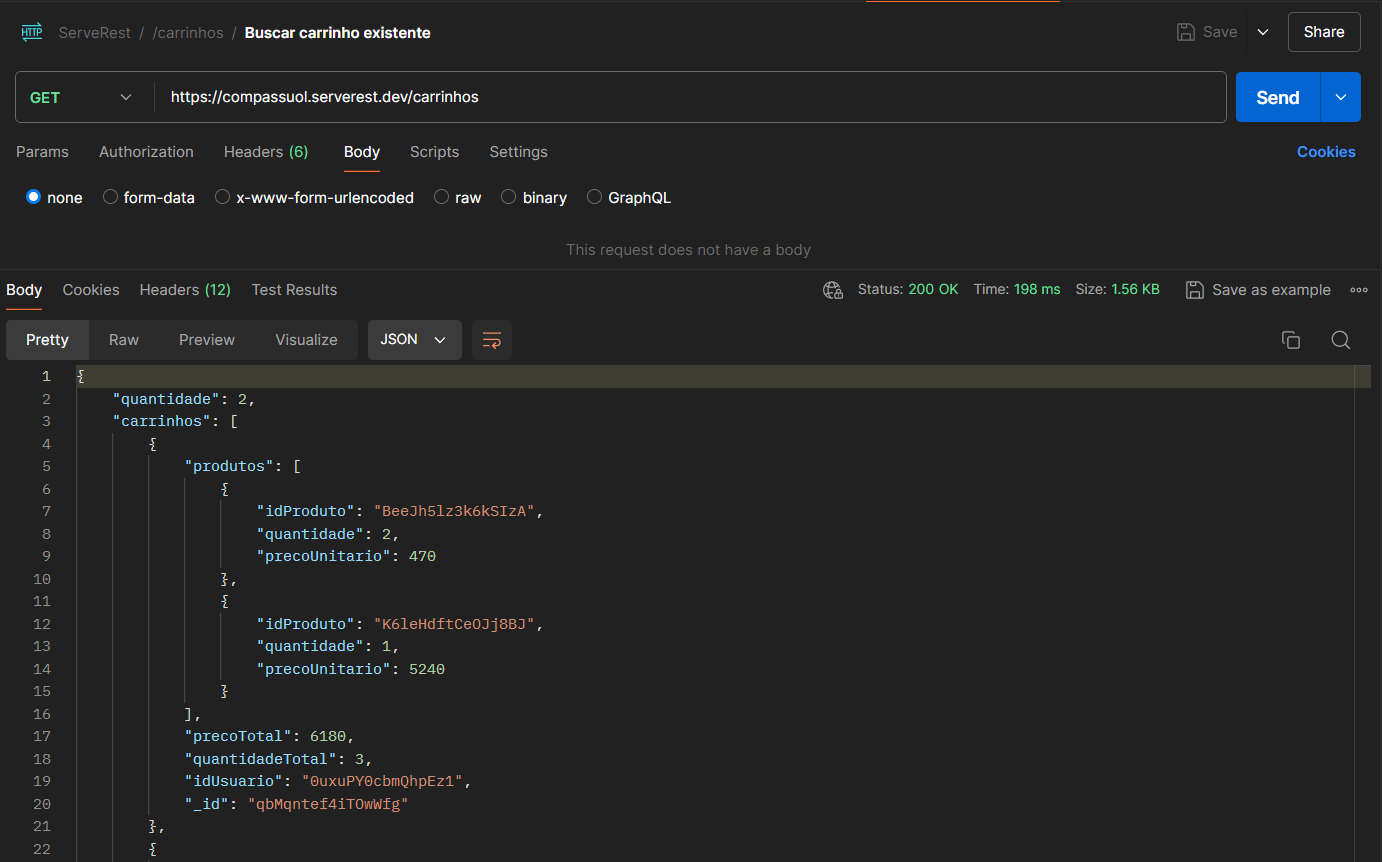 HTTP ServeRest / /carrinhos / Buscar carrinho existente Save Share
GET https://compassuol.serverest.dev/carrinhos Send
Params Authorization Headers (6) Body Scripts Settings Cookies
none form-data x-www-form-urlencoded raw binary GraphQL
This request does not have a body
Body Cookies Headers (12) Test Results Status: 200 OK Time: 198 ms Size: 1.56 KB Save as example
Pretty Raw Preview Visualize JSON
1 {
2 "quantidade": 2,
3 "carrinhos": [
4 {
5 "produtos": [
6 {
7 "idProduto": "BeeJh5lz3k6kSIzA",
8 "quantidade": 2,
9 "precoUnitario": 470
10 },
11 {
12 "idProduto": "K6leHdftCeOJj8BJ",
13 "quantidade": 1,
14 "precoUnitario": 5240
15 }
16 ],
17 "precoTotal": 6180,
18 "quantidadeTotal": 3,
19 "idUsuario": "0uxuPY0cbmQhpEz1",
20 "_id": "qbMqntef4iTOwWfg"
21 },
22 {